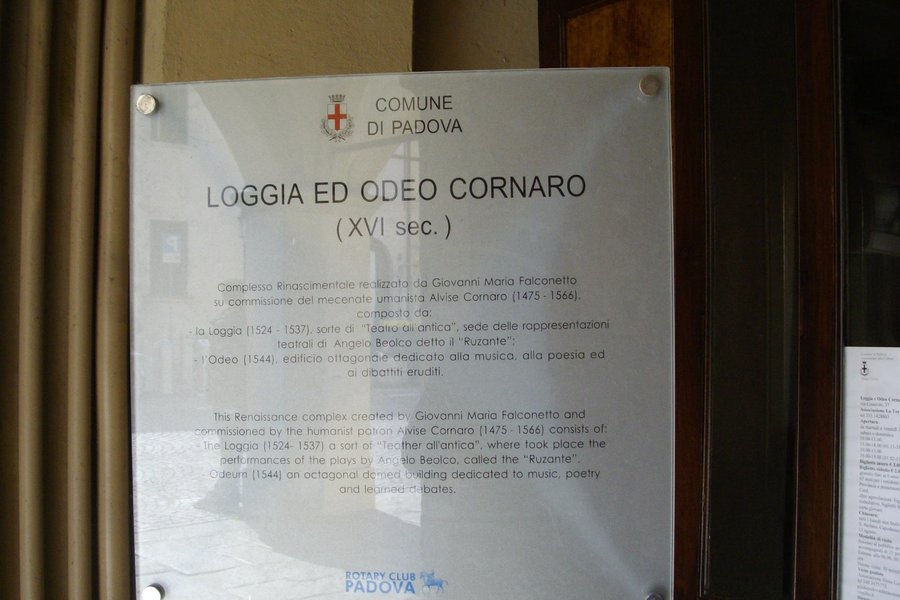 COMUNE
DI PADOVA
LOGGIA ED ODEO CORNARO
( XVI sec. )
Complesso Rinascimentale realizzato da Giovanni Maria Falconetto
su commissione del mecenate umanista Alvise Cornaro (1475 - 1566),
composto da:
- la Loggia (1524 - 1537), sorte di "Teatro all'antica", sede delle rappresentazioni
teatrali di Angelo Beolco detto il "Ruzante";
- l'Odeo (1544), edificio ottagonale dedicato alla musica, alla poesia ed
ai dibattiti eruditi.
This Renaissance complex created by Giovanni Maria Falconetto and
commissioned by the humanist patron Alvise Cornaro (1475 - 1566) consists of:
- The Loggia (1524- 1537) a sort of "Teather all'antica", where took place the
performances of the plays by Angelo Beolco, called the "Ruzante".
Odeum (1544) an octagonal domed building dedicated to music, poetry
and learned debates.
ROTARY CLUB
PADOVA
Loggia e Odeo
Apertura